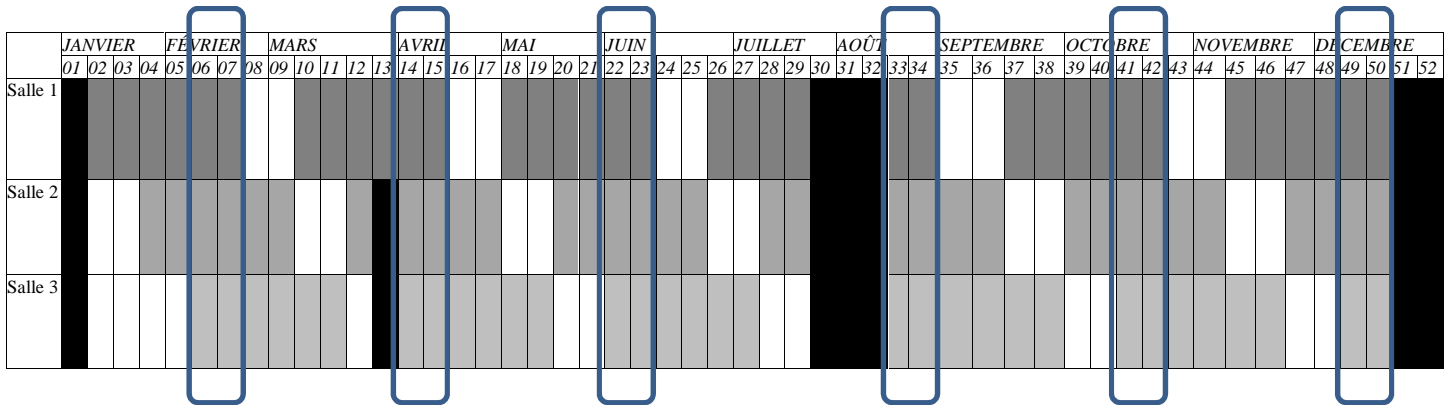 JANVIER FÉVRIER MARS AVRIL MAI JUIN JUILLET AOÛT SEPTEMBRE OCTOBRE NOVEMBRE DECEMBRE
01 02 03 04 05 06 07 08 09 10 11 12 13 14 15 16 17 18 19 20 21 22 23 24 25 26 27 28 29 30 31 32 33 34 35 36 37 38 39 40 41 42 43 44 45 46 47 48 49 50 51 52
Salle 1
Salle 2
Salle 3